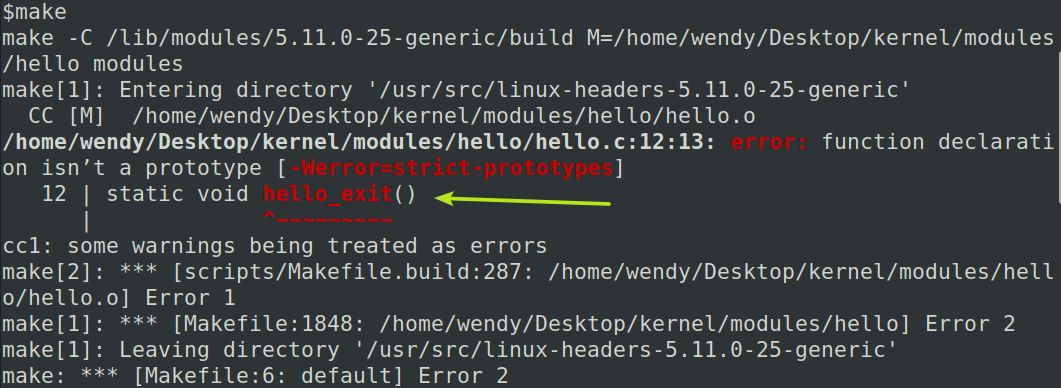 $make
make -C /lib/modules/5.11.0-25-generic/build M=/home/wendy/Desktop/kernel/modules
/hello modules
make[1]: Entering directory '/usr/src/linux-headers-5.11.0-25-generic'
  CC [M]  /home/wendy/Desktop/kernel/modules/hello/hello.o
/home/wendy/Desktop/kernel/modules/hello/hello.c:12:13: error: function declarati
on isn’t a prototype [-Werror=strict-prototypes]
   12 | static void hello_exit()
      |             ^~~~~~~~~~
cc1: some warnings being treated as errors
make[2]: *** [scripts/Makefile.build:287: /home/wendy/Desktop/kernel/modules/hell
o/hello.o] Error 1
make[1]: *** [Makefile:1848: /home/wendy/Desktop/kernel/modules/hello] Error 2
make[1]: Leaving directory '/usr/src/linux-headers-5.11.0-25-generic'
make: *** [Makefile:6: default] Error 2